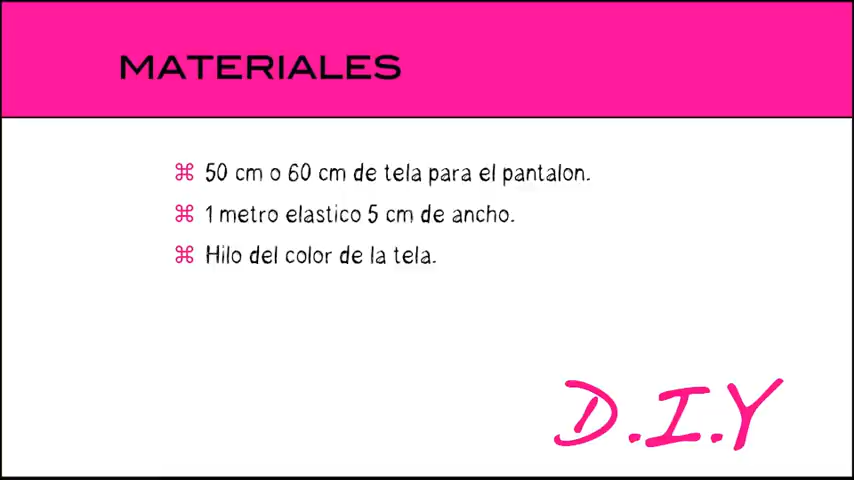 MATERIALES
⌘ 50 cm o 60 cm de tela para el pantalon.
⌘ 1 metro elastico 5 cm de ancho.
⌘ Hilo del color de la tela.
D.I.Y